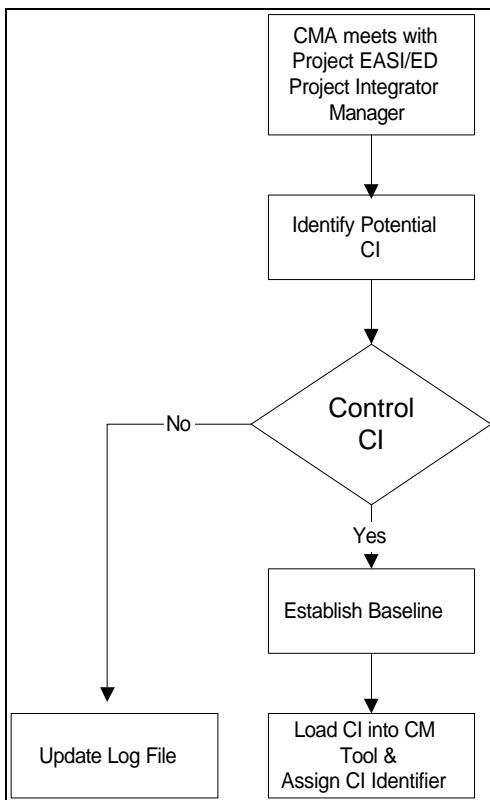 CMA meets with
Project EASI/ED
Project Integrator
Manager
Identify Potential
CI
Control
CI
No
Yes
Establish Baseline
Update Log File
Load CI into CM
Tool &
Assign CI Identifier